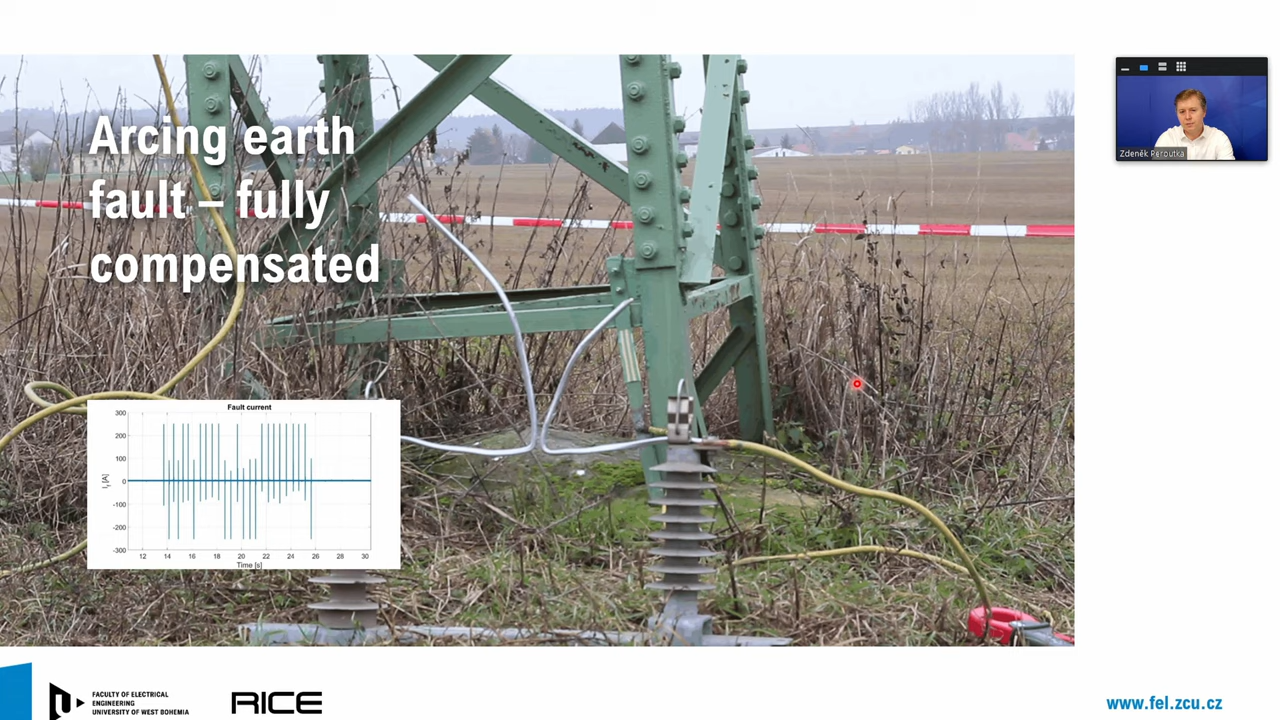 Arcing earth
fault – fully
compensated
Zdeněk Peroutka
Fault current
300
200
100
0
-100
-200
-300
I_f [A]
12 14 16 18 20 22 24 26 28 30
Time [s]
FACULTY OF ELECTRICAL
ENGINEERING
UNIVERSITY OF WEST BOHEMIA
RICE
www.fel.zcu.cz